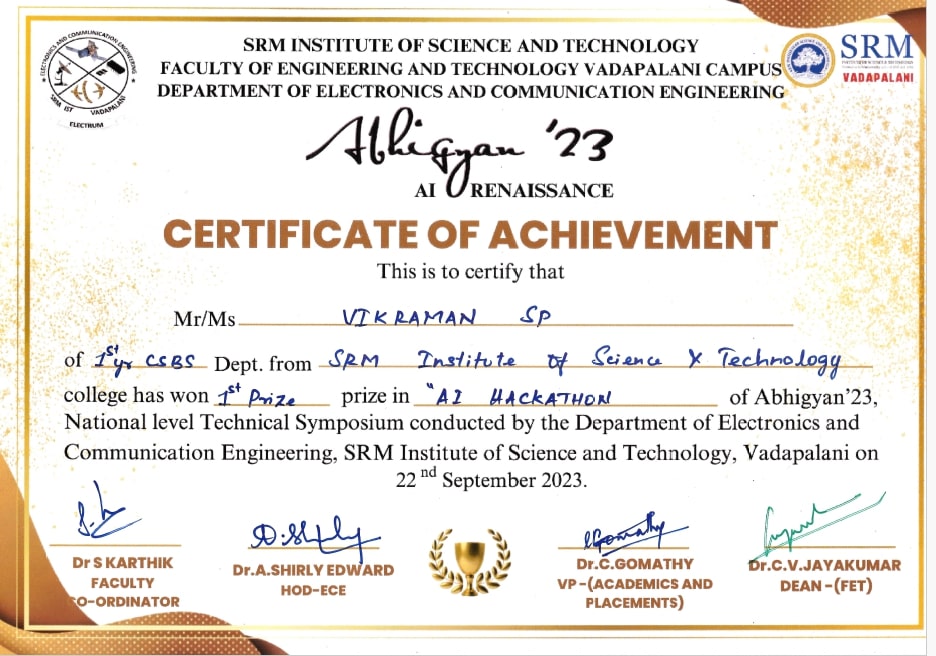 ELECTRONICS AND COMMUNICATION ENGINEERING
SRM IST VADAPALANI
ELECTRUM
SRM INSTITUTE OF SCIENCE AND TECHNOLOGY
FACULTY OF ENGINEERING AND TECHNOLOGY VADAPALANI CAMPUS
DEPARTMENT OF ELECTRONICS AND COMMUNICATION ENGINEERING
SRM
VADAPALANI
Abhigyan '23
AI RENAISSANCE
CERTIFICATE OF ACHIEVEMENT
This is to certify that
Mr/Ms VIKRAMAN SP
of 1st yr CSBS Dept. from SRM Institute of Science & Technology
college has won 1st Prize prize in "AI HACKATHON of Abhigyan'23,
National level Technical Symposium conducted by the Department of Electronics and
Communication Engineering, SRM Institute of Science and Technology, Vadapalani on
22 nd September 2023.
A.Shirly
Gomathy
Dr S KARTHIK
FACULTY
CO-ORDINATOR
Dr.A.SHIRLY EDWARD
HOD-ECE
Dr.C.GOMATHY
VP -(ACADEMICS AND
PLACEMENTS)
Dr.C.V.JAYAKUMAR
DEAN -(FET)